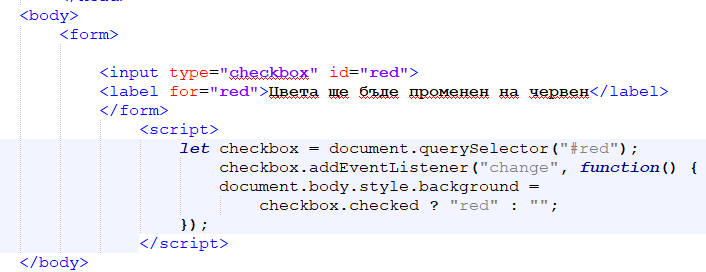 <body>
<form>
<input type="checkbox" id="red">
<label for="red">Цвета ще бъде променен на червен</label>
</form>
<script>
let checkbox = document.querySelector("#red");
checkbox.addEventListener("change", function() {
document.body.style.background =
checkbox.checked ? "red" : "";
});
</script>
</body>